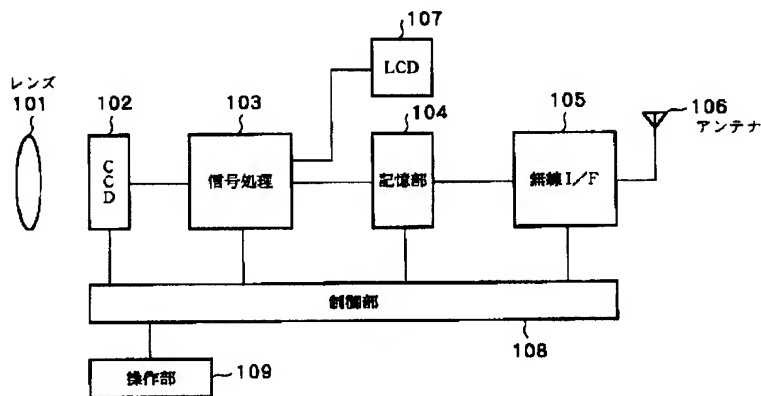 107
LCD
レンズ
101
102
103
104
105
106
アンテナ
CCD
信号処理
記憶部
無線I/F
制御部
108
操作部
109